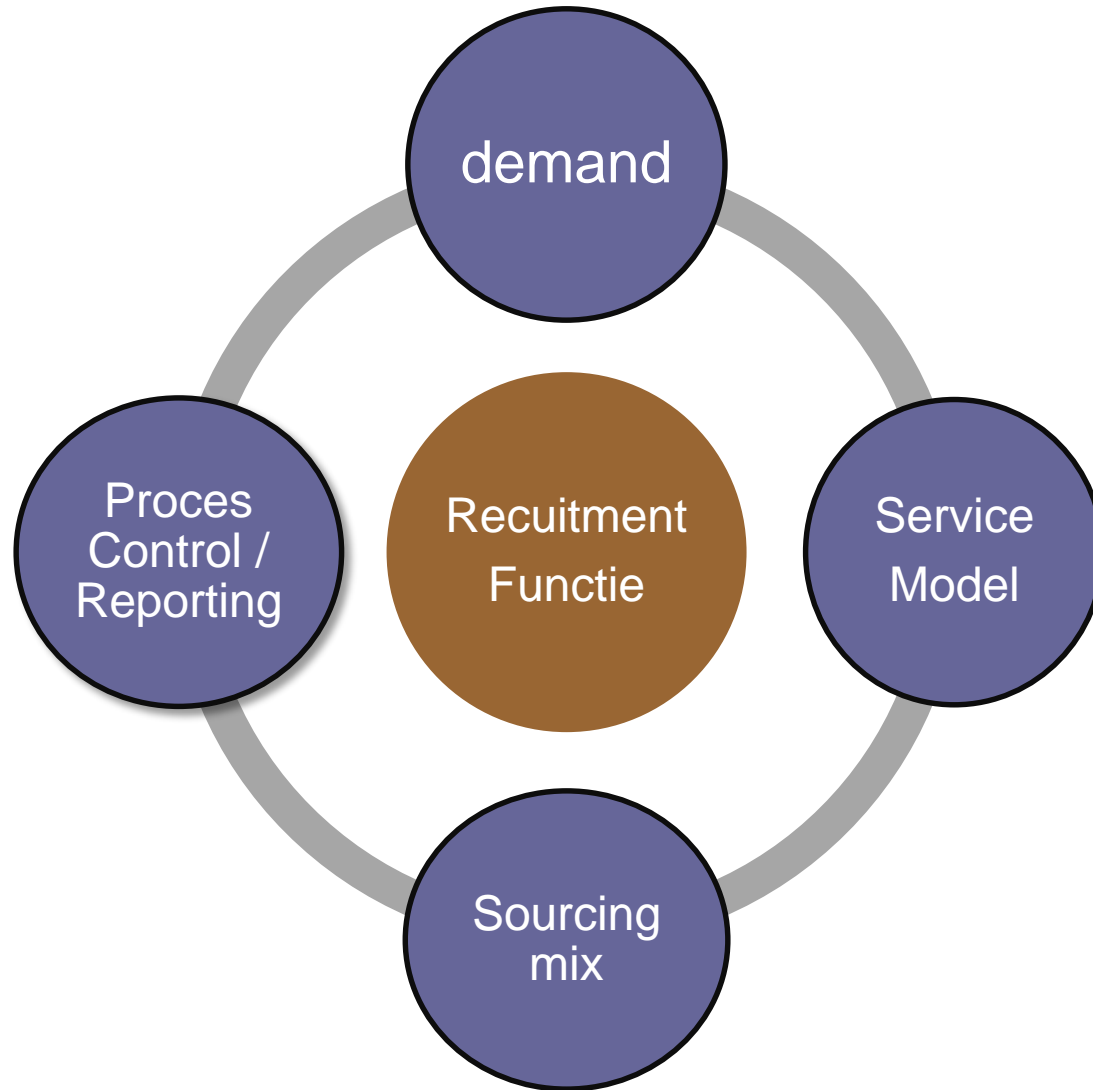 demand
Proces
Control /
Reporting
Recuitment
Functie
Service
Model
Sourcing
mix